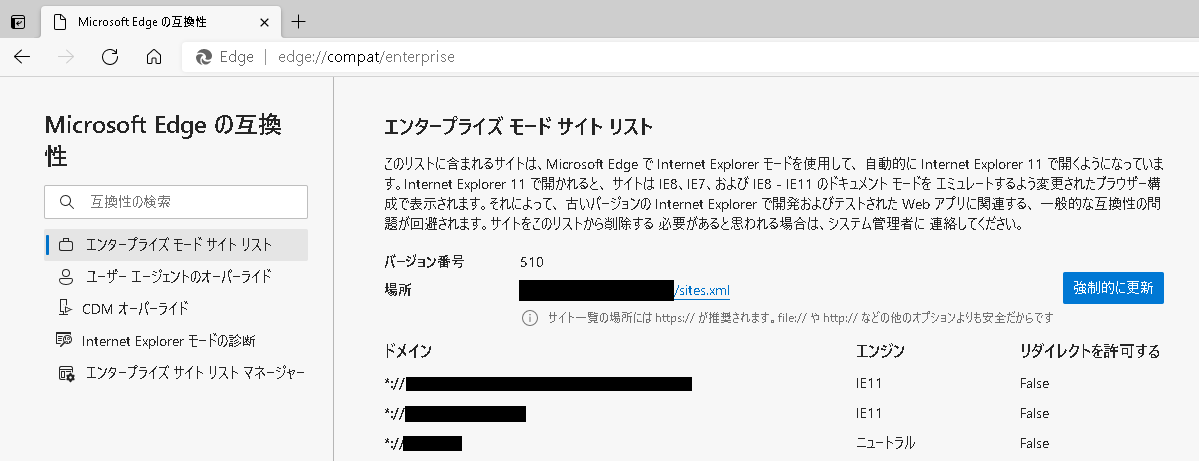 Microsoft Edge の互換性
Edge | edge://compat/enterprise
Microsoft Edge の互換
性
互換性の検索
エンタープライズ モード サイト リスト
ユーザー エージェントのオーバーライド
CDM オーバーライド
Internet Explorer モードの診断
エンタープライズ サイト リスト マネージャー
エンタープライズ モード サイト リスト
このリストに含まれるサイトは、Microsoft Edge で Internet Explorer モードを使用して、 自動的に Internet Explorer 11 で開くようになっていま
す。Internet Explorer 11 で開かれると、 サイトは IE8、IE7、および IE8 - IE11 のドキュメント モードを エミュレートするよう変更されたブラウザー構
成で表示されます。それによって、古いバージョンの Internet Explorer で開発およびテストされた Web アプリに関連する、 一般的な互換性の問
題が回避されます。サイトをこのリストから削除する 必要があると思われる場合は、システム管理者に 連絡してください。
バージョン番号 510
場所 /sites.xml 強制的に更新
サイト一覧の場所には https:// が推奨されます。file:// や http:// などの他のオプションよりも安全だからです
ドメイン エンジン リダイレクトを許可する
*:// IE11 False
*:// IE11 False
*:// ニュートラル False